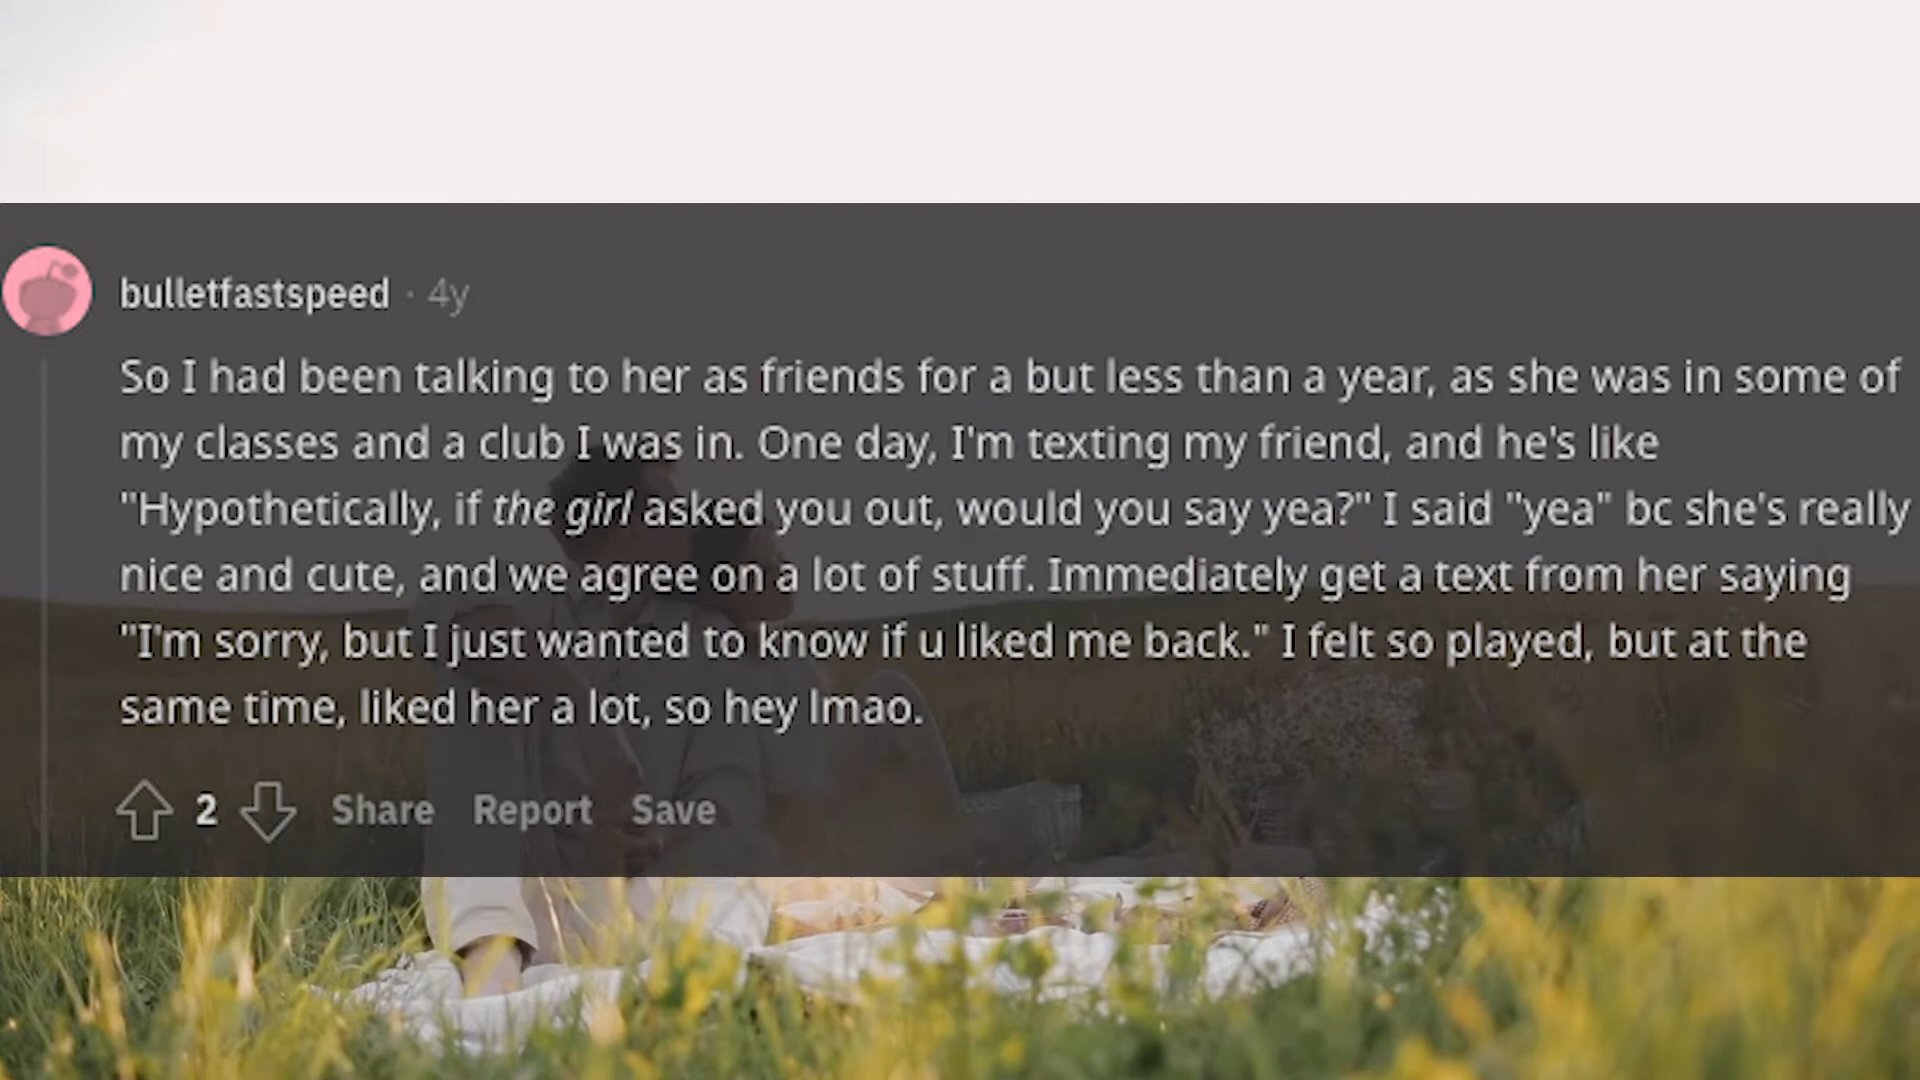 bulletfastspeed · 4y
So I had been talking to her as friends for a but less than a year, as she was in some of
my classes and a club I was in. One day, I'm texting my friend, and he's like
"Hypothetically, if the girl asked you out, would you say yea?" I said "yea" bc she's really
nice and cute, and we agree on a lot of stuff. Immediately get a text from her saying
"I'm sorry, but I just wanted to know if u liked me back." I felt so played, but at the
same time, liked her a lot, so hey lmao.
2 Share Report Save